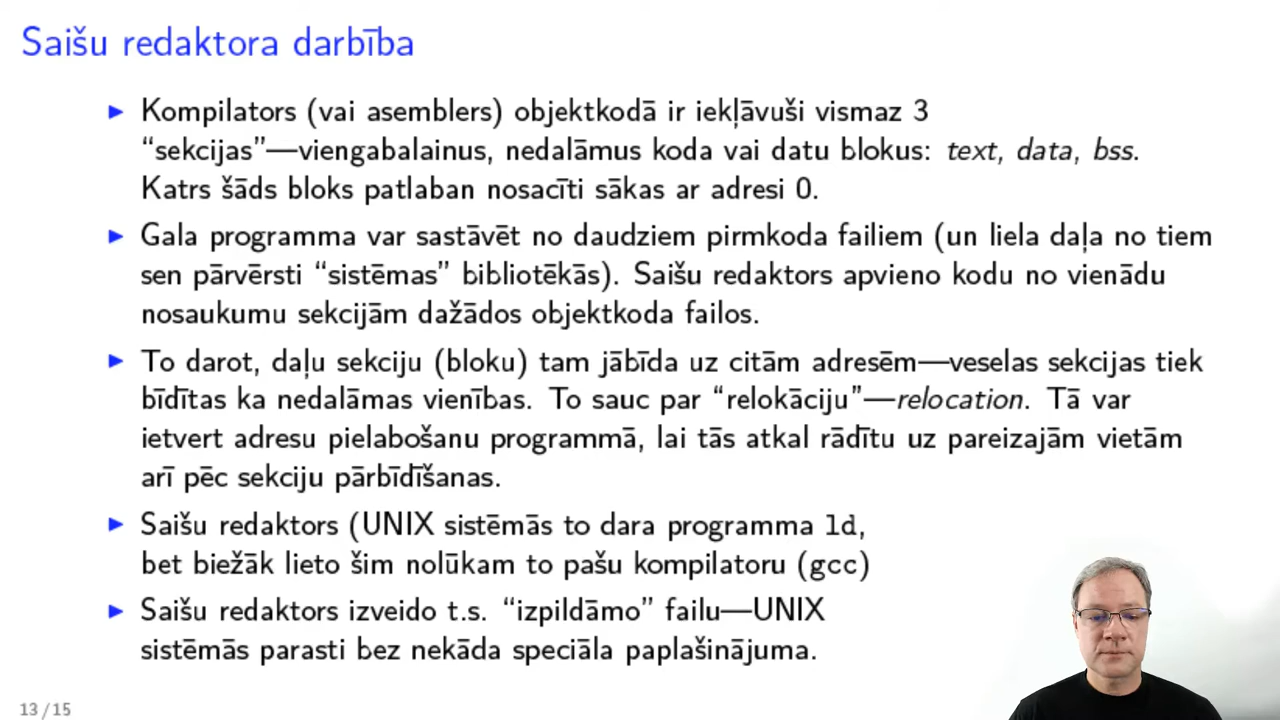 Saišu redaktora darbība
▶ Kompilators (vai asemblers) objektkodā ir iekļāvuši vismaz 3
“sekcijas”—viengabalainus, nedalāmus koda vai datu blokus: text, data, bss.
Katrs šāds bloks patlaban nosacīti sākas ar adresi 0.
▶ Gala programma var sastāvēt no daudziem pirmkoda failiem (un liela daļa no tiem
sen pārvērsti “sistēmas” bibliotēkās). Saišu redaktors apvieno kodu no vienādu
nosaukumu sekcijām dažādos objektkoda failos.
▶ To darot, daļu sekciju (bloku) tam jābīda uz citām adresēm—veselas sekcijas tiek
bīdītas ka nedalāmas vienības. To sauc par “relokāciju”—relocation. Tā var
ietvert adresu pielabošanu programmā, lai tās atkal rādītu uz pareizajām vietām
arī pēc sekciju pārbīdīšanas.
▶ Saišu redaktors (UNIX sistēmās to dara programma ld,
bet biežāk lieto šim nolūkam to pašu kompilatoru (gcc)
▶ Saišu redaktors izveido t.s. “izpildāmo” failu—UNIX
sistēmās parasti bez nekāda speciāla paplašinājuma.
13/15